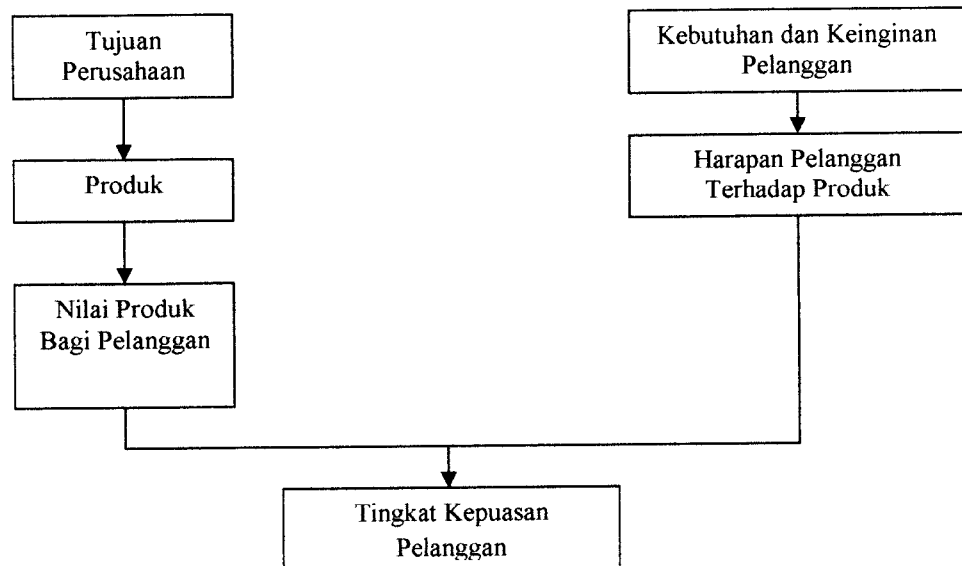 Tujuan
Perusahaan
Kebutuhan dan Keinginan
Pelanggan
Produk
Harapan Pelanggan
Terhadap Produk
Nilai Produk
Bagi Pelanggan
Tingkat Kepuasan
Pelanggan